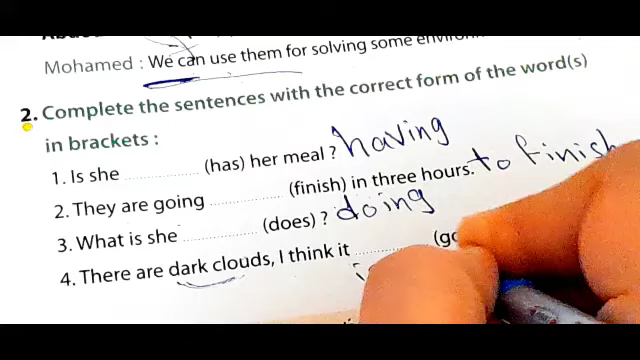 Mohamed : We can use them for solving some
2. Complete the sentences with the correct form of the word(s)
in brackets :
1. Is she .............. (has) her meal ? having
2. They are going .............. (finish) in three hours. to finish
3. What is she .............. (does) ? doing
4. There are dark clouds, I think it .............. (go